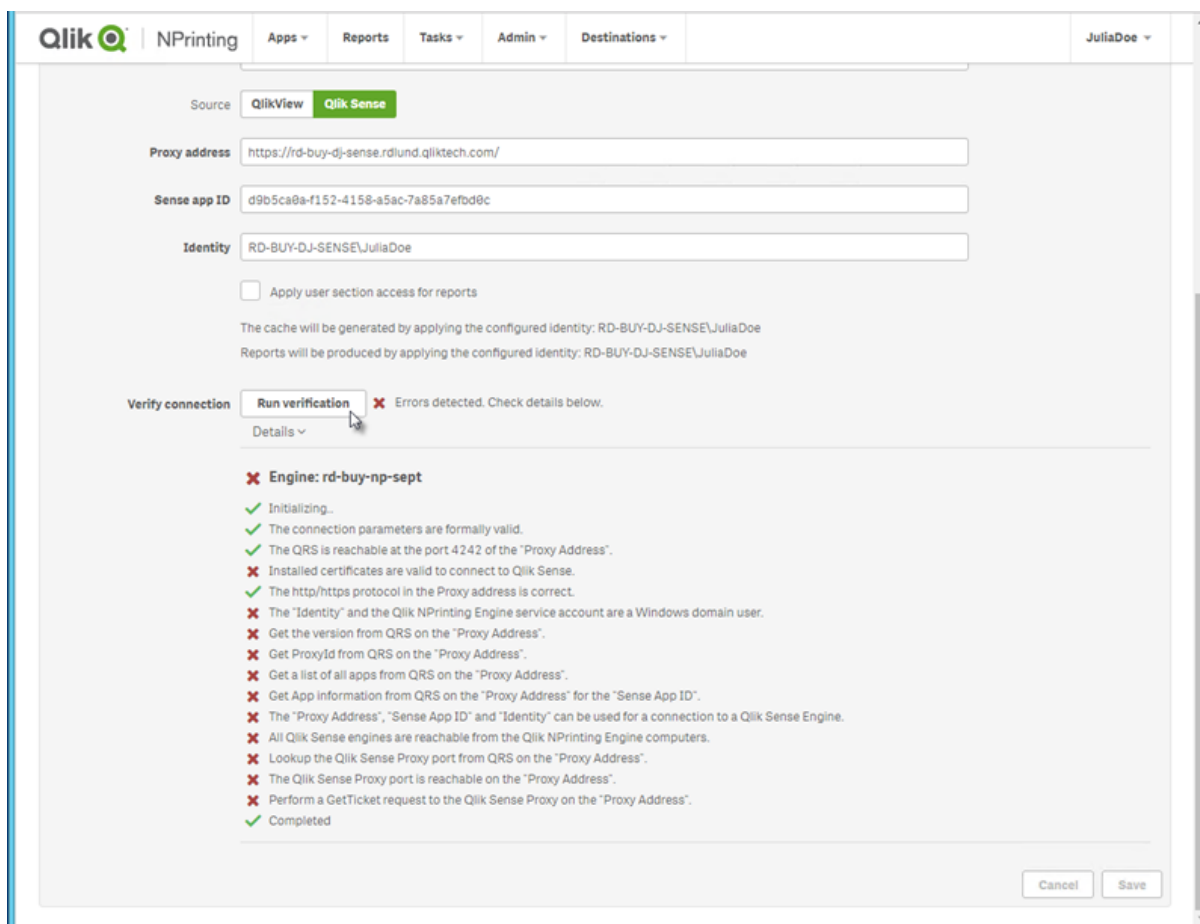 Qlik NPrinting Apps Reports Tasks Admin Destinations JuliaDoe
Source QlikView Qlik Sense
Proxy address https://rd-buy-dj-sense.rdlund.qliktech.com/
Sense app ID d9b5ca0a-f152-4158-a5ac-7a85a7efbd0c
Identity RD-BUY-DJ-SENSE\JuliaDoe
Apply user section access for reports
The cache will be generated by applying the configured identity: RD-BUY-DJ-SENSE\JuliaDoe
Reports will be produced by applying the configured identity: RD-BUY-DJ-SENSE\JuliaDoe
Verify connection Run verification Errors detected. Check details below.
Details
Engine: rd-buy-np-sept
Initializing..
The connection parameters are formally valid.
The QRS is reachable at the port 4242 of the "Proxy Address".
Installed certificates are valid to connect to Qlik Sense.
The http/https protocol in the Proxy address is correct.
The "Identity" and the Qlik NPrinting Engine service account are a Windows domain user.
Get the version from QRS on the "Proxy Address".
Get ProxyId from QRS on the "Proxy Address".
Get a list of all apps from QRS on the "Proxy Address".
Get App information from QRS on the "Proxy Address" for the "Sense App ID".
The "Proxy Address", "Sense App ID" and "Identity" can be used for a connection to a Qlik Sense Engine.
All Qlik Sense engines are reachable from the Qlik NPrinting Engine computers.
Lookup the Qlik Sense Proxy port from QRS on the "Proxy Address".
The Qlik Sense Proxy port is reachable on the "Proxy Address".
Perform a GetTicket request to the Qlik Sense Proxy on the "Proxy Address".
Completed
Cancel Save